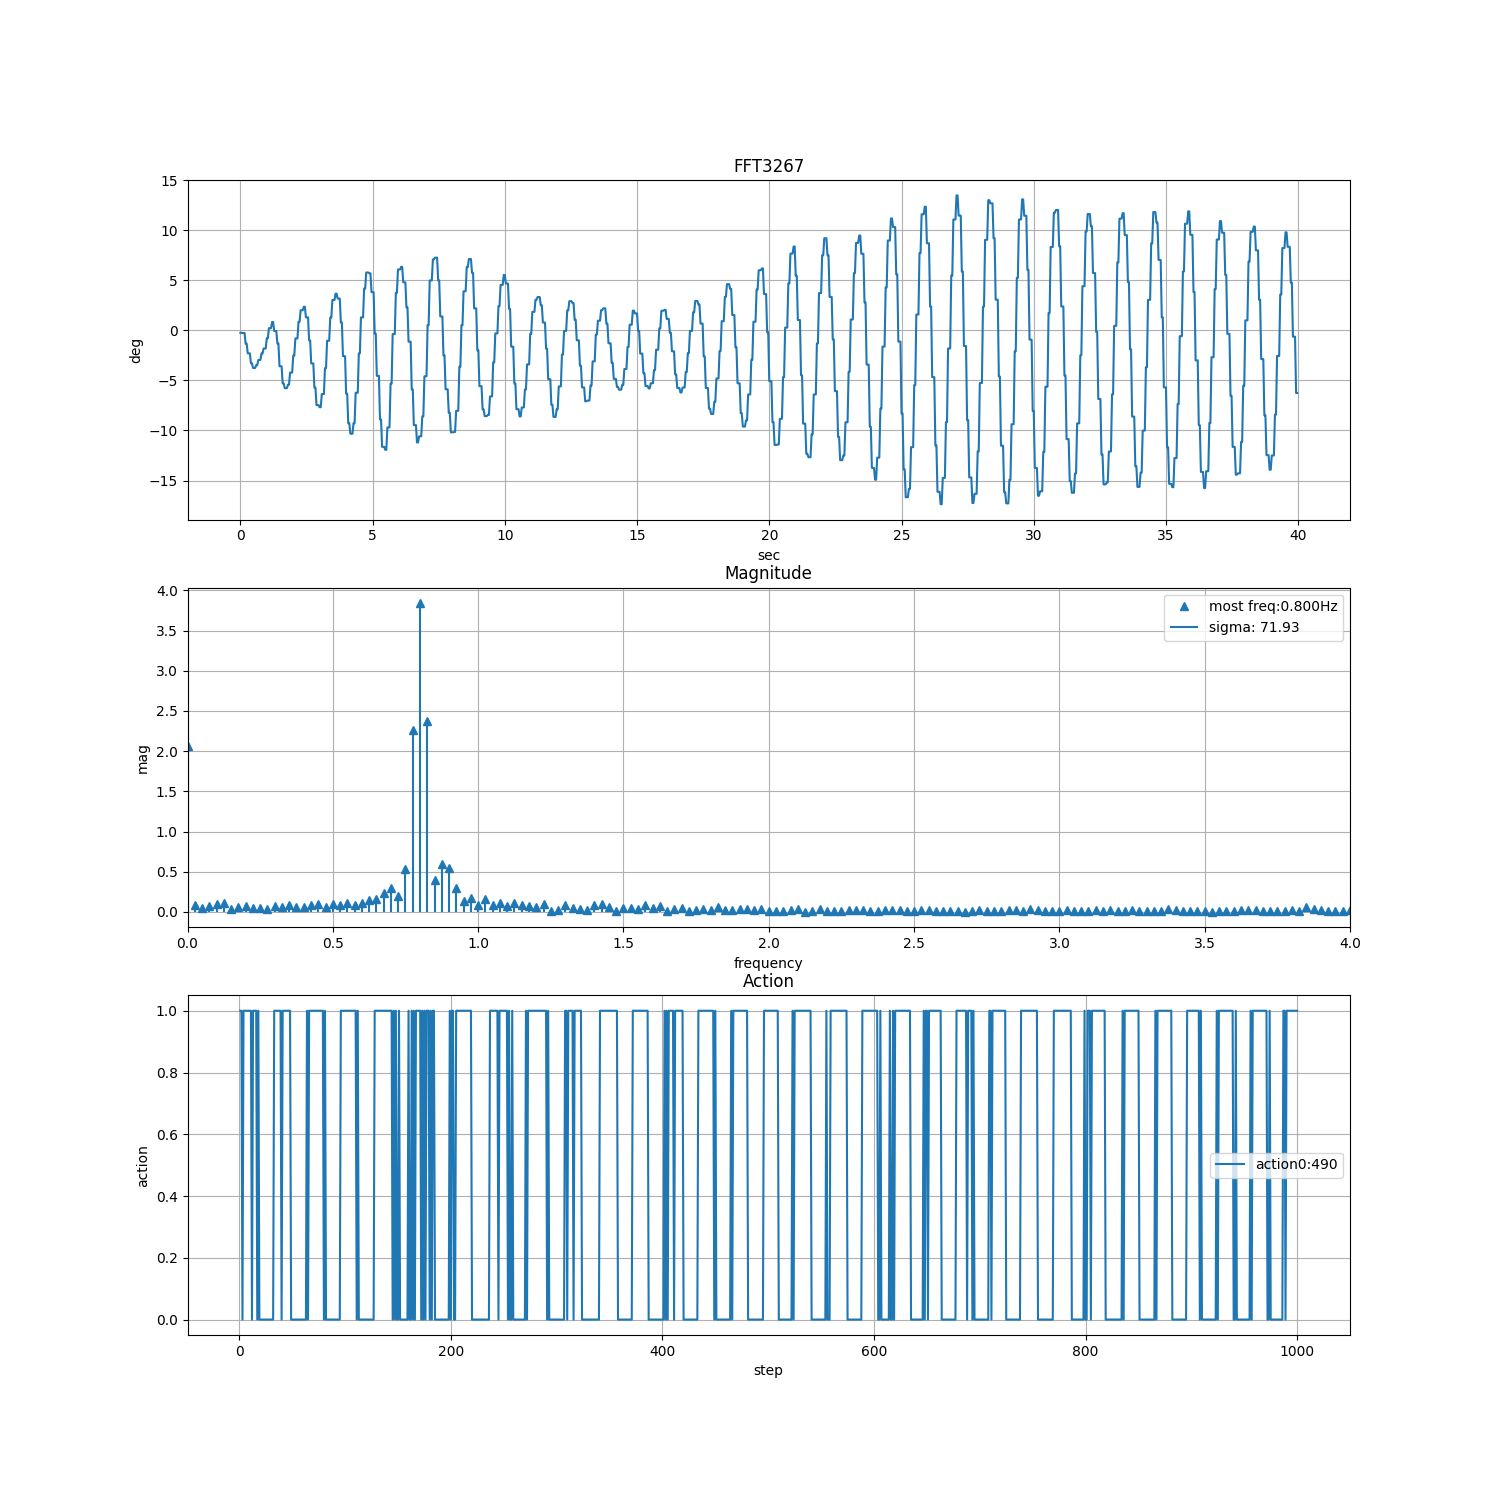 FFT3267
15
10
5
0
−5
−10
−15
deg
0 5 10 15 20 25 30 35 40
sec
Magnitude
4.0
3.5
3.0
2.5
2.0
1.5
1.0
0.5
0.0
mag
most freq:0.800Hz
sigma: 71.93
0.0 0.5 1.0 1.5 2.0 2.5 3.0 3.5 4.0
frequency
Action
1.0
0.8
0.6
0.4
0.2
0.0
action
action0:490
0 200 400 600 800 1000
step